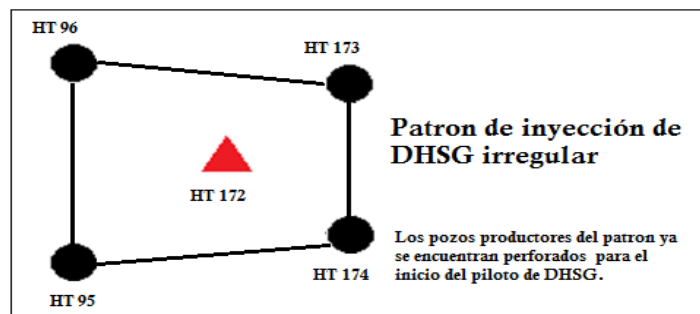 HT 96
HT 173
Patron de inyección de
DHSG irregular
HT 172
Los pozos productores del patron ya
se encuentran perforados para el
inicio del piloto de DHSG.
HT 174
HT 95